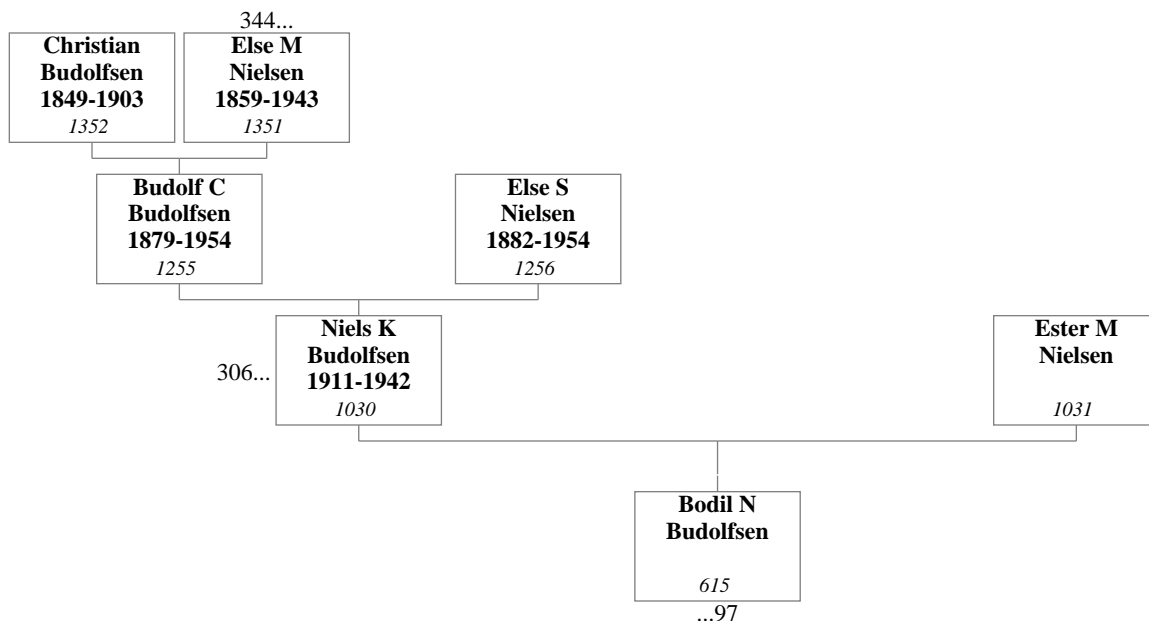 344...
Christian
Budolfsen
1849-1903
1352
Else M
Nielsen
1859-1943
1351
Budolf C
Budolfsen
1879-1954
1255
Else S
Nielsen
1882-1954
1256
306...
Niels K
Budolfsen
1911-1942
1030
Ester M
Nielsen
1031
Bodil N
Budolfsen
615
...97